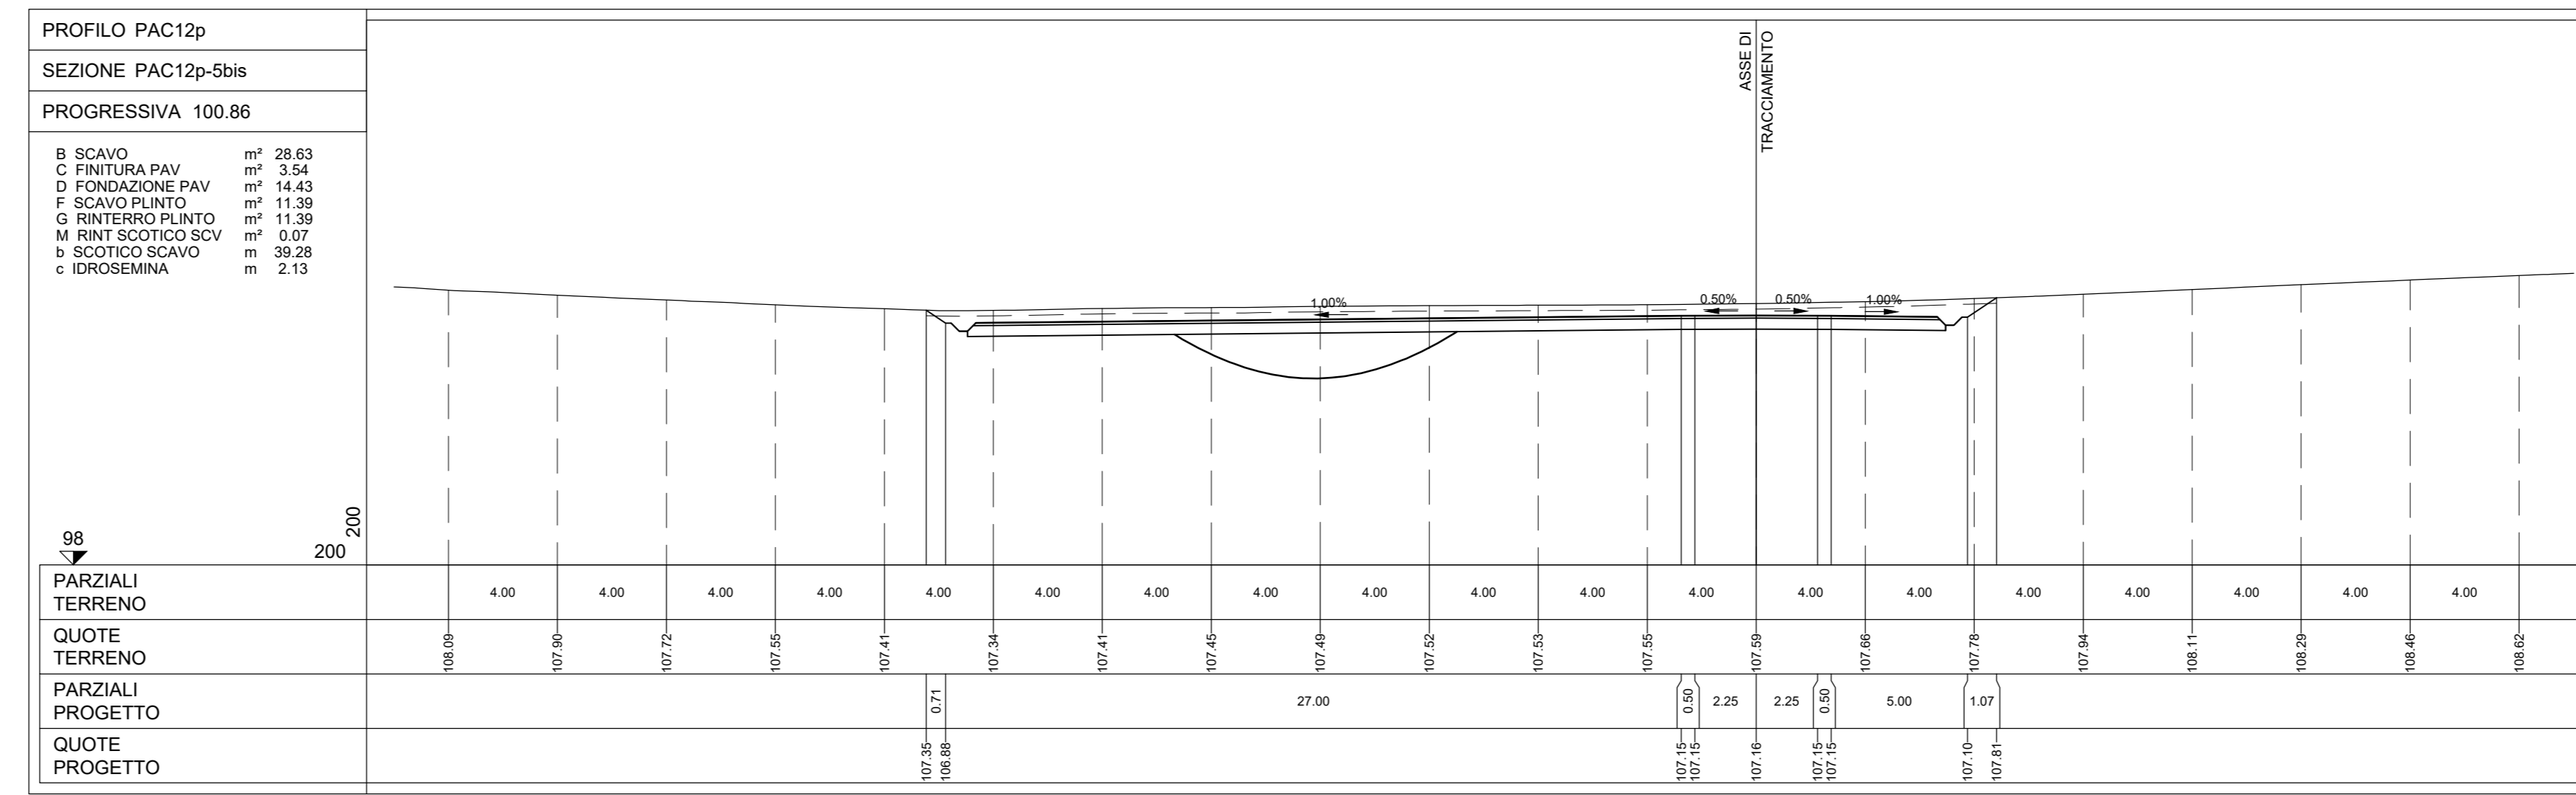 PROFILO PAC12p
SEZIONE PAC12p-5bis
PROGRESSIVA 100.86
B SCAVO m² 28.63
C FINITURA PAV m² 3.54
D FONDAZIONE PAV m² 14.43
F SCAVO PLINTO m² 11.39
G RINTERRO PLINTO m² 11.39
M RINT SCOTICO SCV m² 0.07
b SCOTICO SCAVO m 39.28
c IDROSEMINA m 2.13
ASSE DI
TRACCIAMENTO
1.00% 0.50% 0.50% 1.00%
98
200
200
PARZIALI
TERRENO
4.00 4.00 4.00 4.00 4.00 4.00 4.00 4.00 4.00 4.00 4.00 4.00 4.00 4.00 4.00 4.00 4.00 4.00 4.00
QUOTE
TERRENO
108.09 107.90 107.72 107.55 107.41 107.34 107.41 107.45 107.49 107.52 107.53 107.55 107.59 107.66 107.78 107.94 108.11 108.29 108.46 108.62
PARZIALI
PROGETTO
0.71 27.00 0.50 2.25 2.25 0.50 5.00 1.07
QUOTE
PROGETTO
107.35 106.88 107.15 107.15 107.16 107.15 107.15 107.10 107.81